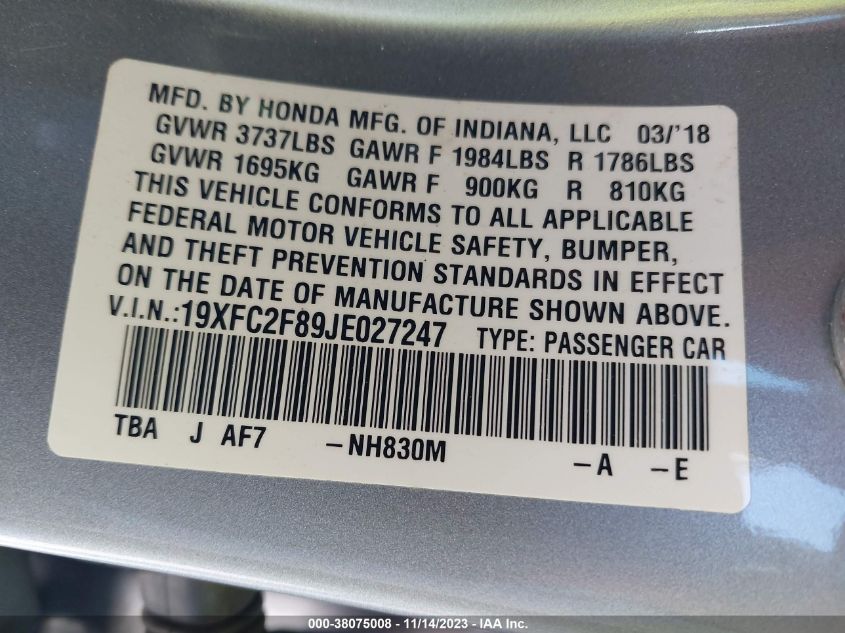 MFD. BY HONDA MFG. OF INDIANA, LLC 03/'18
GVWR 3737LBS GAWR F 1984LBS R 1786LBS
GVWR 1695KG GAWR F 900KG R 810KG
THIS VEHICLE CONFORMS TO ALL APPLICABLE
FEDERAL MOTOR VEHICLE SAFETY, BUMPER,
AND THEFT PREVENTION STANDARDS IN EFFECT
ON THE DATE OF MANUFACTURE SHOWN ABOVE.
V.I.N.:19XFC2F89JE027247 TYPE: PASSENGER CAR
TBA J AF7 -NH830M -A -E
000-38075008 - 11/14/2023 - IAA Inc.